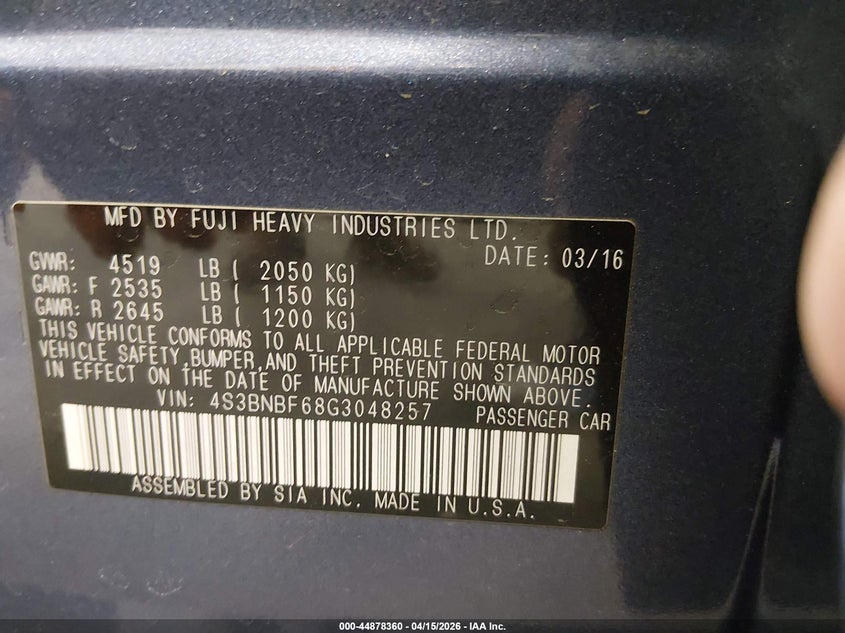 MFD BY FUJI HEAVY INDUSTRIES LTD.
DATE: 03/16
GVWR: 4519 LB ( 2050 KG)
GAWR: F 2535 LB ( 1150 KG)
GAWR: R 2645 LB ( 1200 KG)
THIS VEHICLE CONFORMS TO ALL APPLICABLE FEDERAL MOTOR
VEHICLE SAFETY,BUMPER,AND THEFT PREVENTION STANDARDS
IN EFFECT ON THE DATE OF MANUFACTURE SHOWN ABOVE.
VIN: 4S3BNBF68G3048257 PASSENGER CAR
ASSEMBLED BY SIA INC. MADE IN U.S.A.
000-44878360 - 04/15/2026 - IAA Inc.